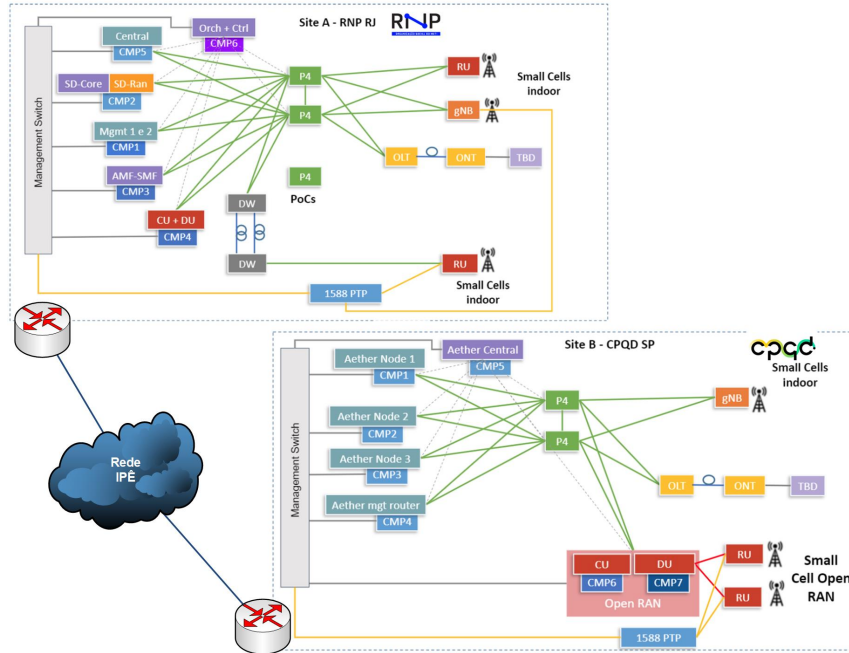 Site A - RNP RJ
RNP
Central
CMP5
Orch + Ctrl
CMP6
SD-Core
SD-Ran
CMP2
Mgmt 1 e 2
CMP1
AMF-SMF
CMP3
CU + DU
CMP4
Management Switch
P4
P4
P4
PoCs
RU
gNB
Small Cells
indoor
OLT
ONT
TBD
DW
DW
RU
Small Cells
indoor
1588 PTP
Rede
IPÊ
Site B - CPQD SP
cpqd
Small Cells
indoor
Aether Node 1
CMP1
Aether Central
CMP5
Aether Node 2
CMP2
Aether Node 3
CMP3
Aether mgt router
CMP4
Management Switch
P4
P4
gNB
OLT
ONT
TBD
CU
CMP6
DU
CMP7
Open RAN
RU
RU
Small
Cell Open
RAN
1588 PTP